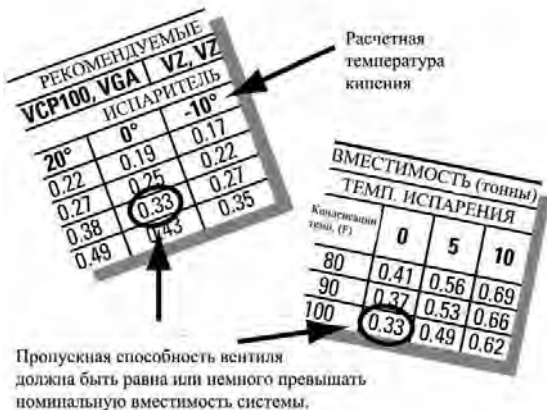 РЕКОМЕНДУЕМЫЕ
VCP100, VGA VZ, VZ
ИСПАРИТЕЛЬ
20° 0° -10°
0.22 0.19 0.17
0.27 0.25 0.22
0.38 0.33 0.27
0.49 0.43 0.35
Расчетная
температура
кипения
ВМЕСТИМОСТЬ (тонны)
ТЕМП. ИСПАРЕНИЯ
Конденсации
темп. (F) 0 5 10
80 0.41 0.56 0.69
90 0.37 0.53 0.66
100 0.33 0.49 0.62
Пропускная способность вентиля
должна быть равна или немного превышать
номинальную вместимость системы.